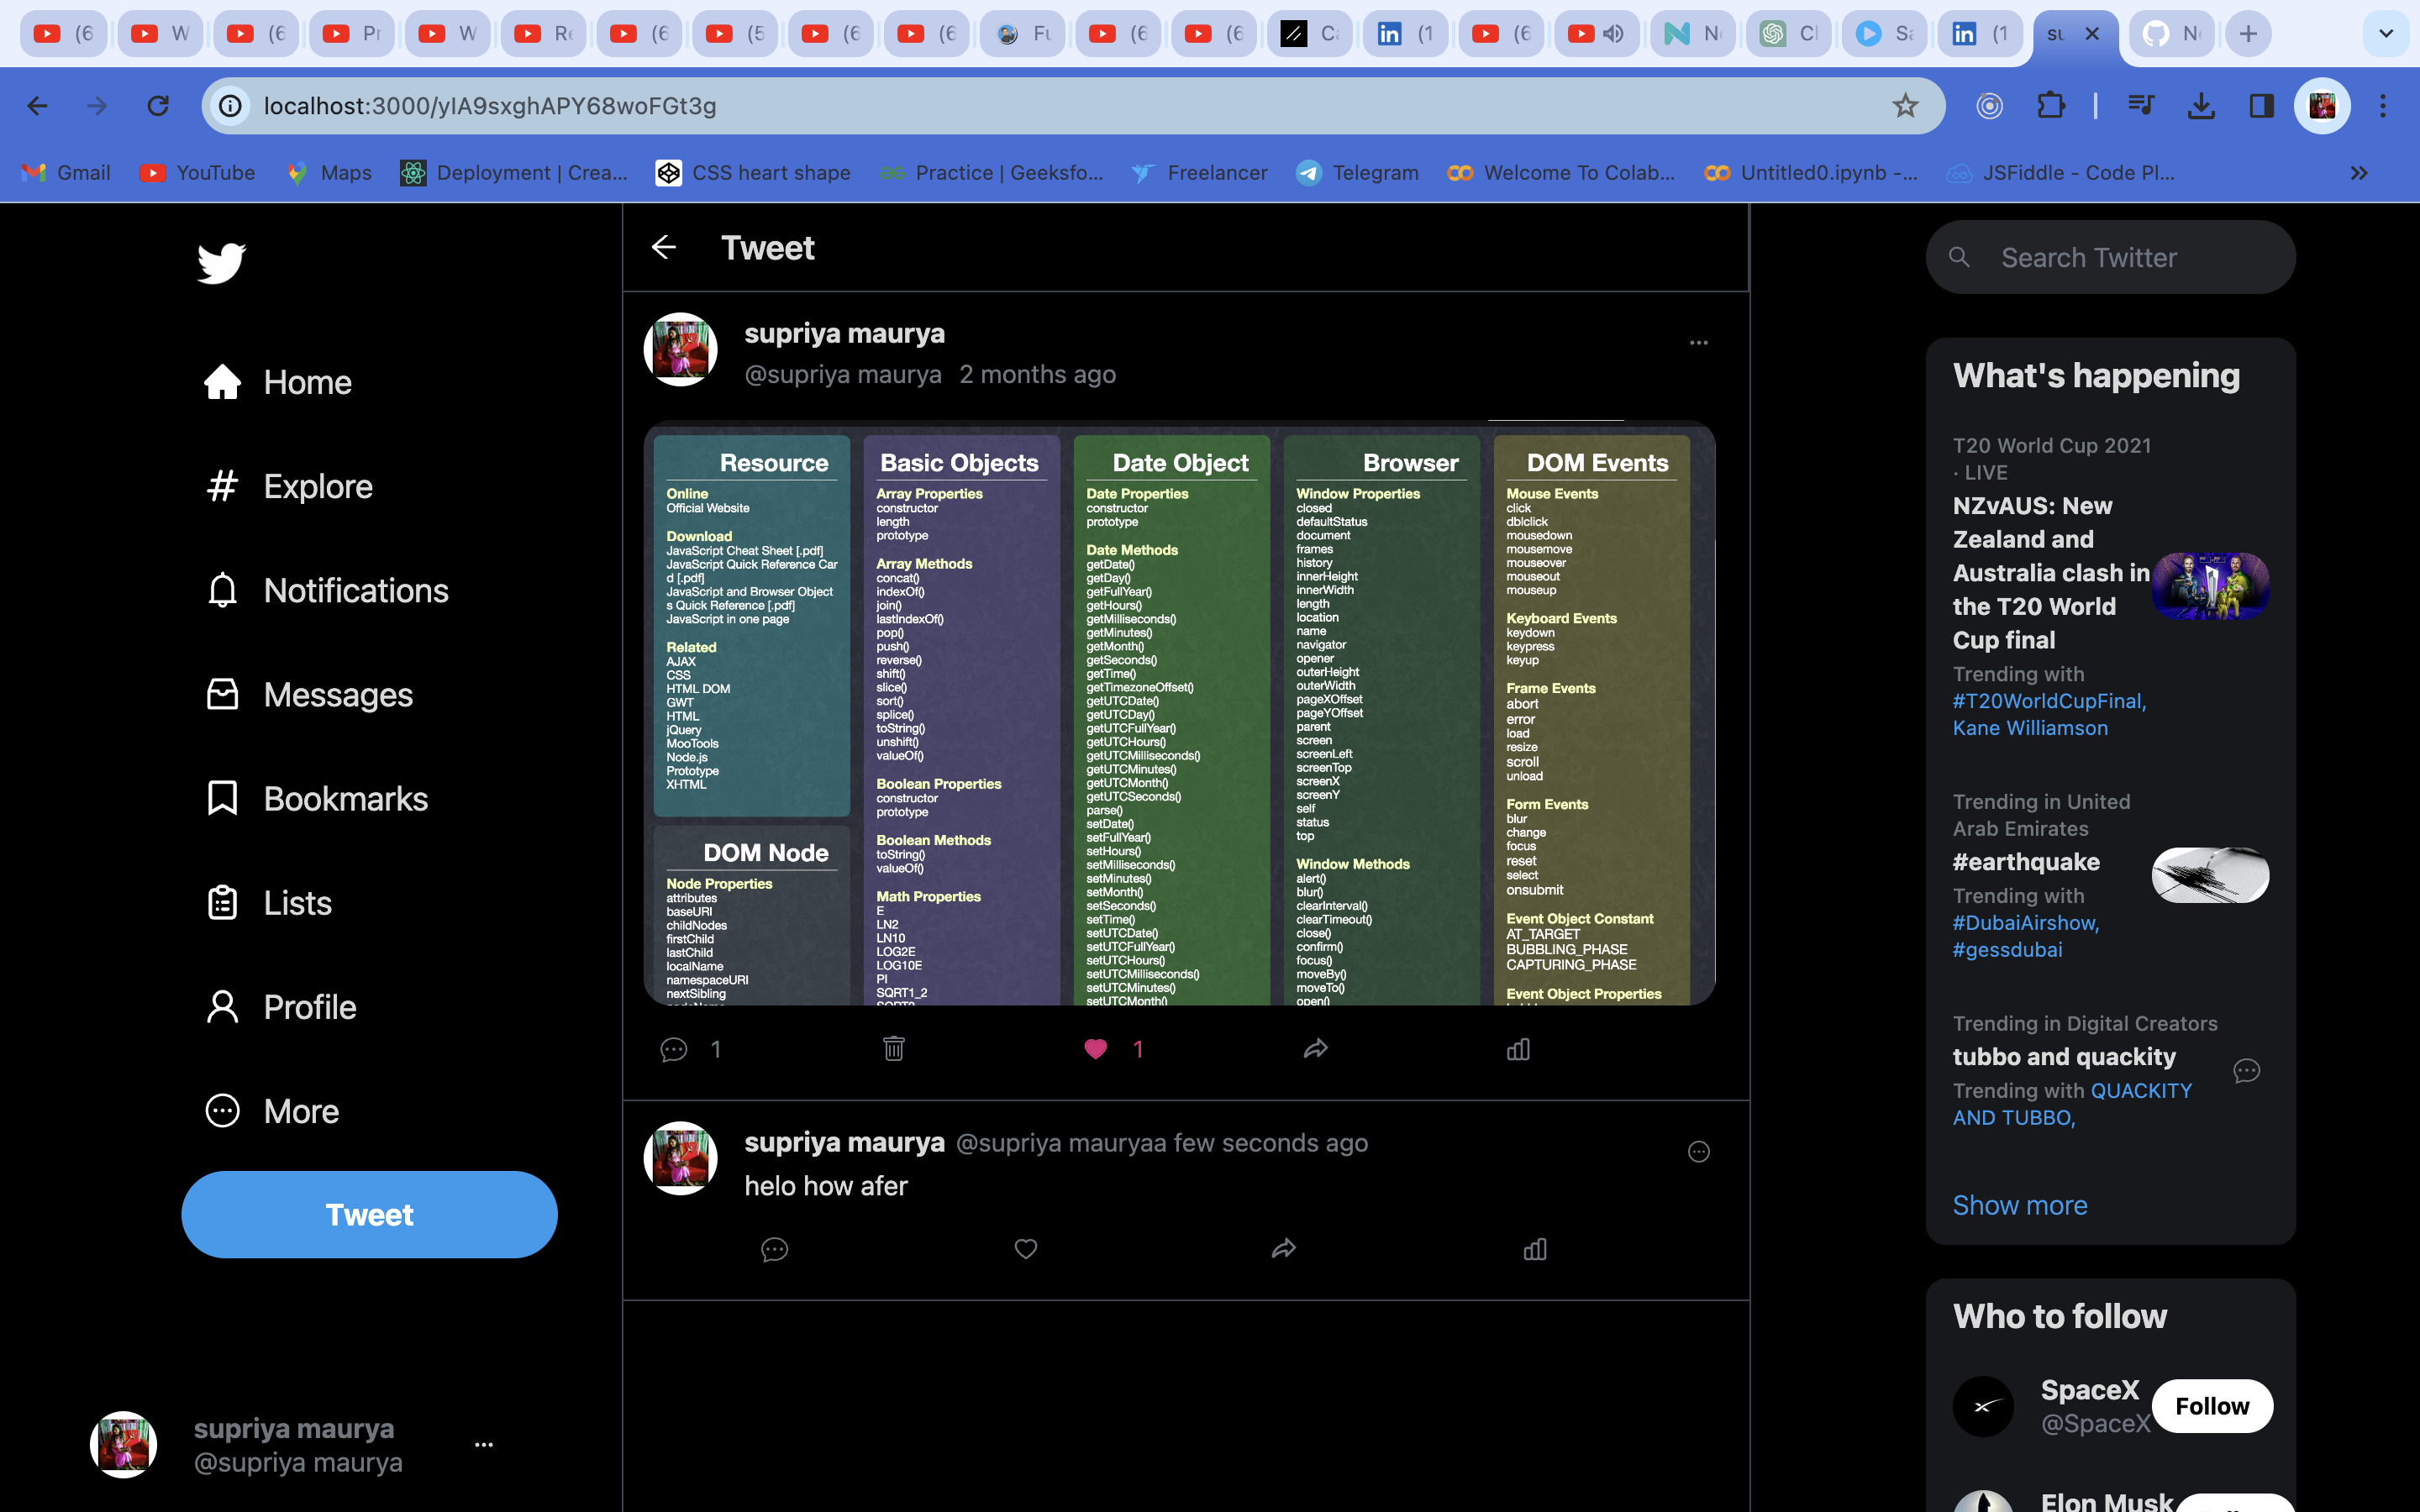 (6
W
(6
Pr
W
Re
(6
(5
(6
(6
Fu
(6
(6
Ca
(1
(6
N
Cl
Sa
(1
su
N
localhost:3000/yIA9sxghAPY68woFGt3g
Gmail
YouTube
Maps
Deployment | Crea...
CSS heart shape
Practice | Geeksfo...
Freelancer
Telegram
Welcome To Colab...
Untitled0.ipynb -...
JSFiddle - Code Pl...
Home
Explore
Notifications
Messages
Bookmarks
Lists
Profile
More
Tweet
supriya maurya
@supriya maurya
Tweet
supriya maurya
@supriya maurya 2 months ago
Resource
Online
Official Website
Download
JavaScript Cheat Sheet [.pdf]
JavaScript Quick Reference Car
d [.pdf]
JavaScript and Browser Object
s Quick Reference [.pdf]
JavaScript in one page
Related
AJAX
CSS
HTML DOM
GWT
HTML
jQuery
MooTools
Node.js
Prototype
XHTML
DOM Node
Node Properties
attributes
baseURI
childNodes
firstChild
lastChild
localName
namespaceURI
nextSibling
Basic Objects
Array Properties
constructor
length
prototype
Array Methods
concat()
indexOf()
join()
lastIndexOf()
pop()
push()
reverse()
shift()
slice()
sort()
splice()
toString()
unshift()
valueOf()
Boolean Properties
constructor
prototype
Boolean Methods
toString()
valueOf()
Math Properties
E
LN2
LN10
LOG2E
LOG10E
PI
SQRT1_2
Date Object
Date Properties
constructor
prototype
Date Methods
getDate()
getDay()
getFullYear()
getHours()
getMilliseconds()
getMinutes()
getMonth()
getSeconds()
getTime()
getTimezoneOffset()
getUTCDate()
getUTCDay()
getUTCFullYear()
getUTCHours()
getUTCMilliseconds()
getUTCMinutes()
getUTCMonth()
getUTCSeconds()
parse()
setDate()
setFullYear()
setHours()
setMilliseconds()
setMinutes()
setMonth()
setSeconds()
setTime()
setUTCDate()
setUTCFullYear()
setUTCHours()
setUTCMilliseconds()
setUTCMinutes()
setUTCMonth()
Browser
Window Properties
closed
defaultStatus
document
frames
history
innerHeight
innerWidth
length
location
name
navigator
opener
outerHeight
outerWidth
pageXOffset
pageYOffset
parent
screen
screenLeft
screenTop
screenX
screenY
self
status
top
Window Methods
alert()
blur()
clearInterval()
clearTimeout()
close()
confirm()
focus()
moveBy()
moveTo()
open()
DOM Events
Mouse Events
click
dblclick
mousedown
mousemove
mouseover
mouseout
mouseup
Keyboard Events
keydown
keypress
keyup
Frame Events
abort
error
load
resize
scroll
unload
Form Events
blur
change
focus
reset
select
onsubmit
Event Object Constant
AT_TARGET
BUBBLING_PHASE
CAPTURING_PHASE
Event Object Properties
1
1
supriya maurya @supriya mauryaa few seconds ago
helo how afer
Search Twitter
What's happening
T20 World Cup 2021
· LIVE
NZvAUS: New
Zealand and
Australia clash in
the T20 World
Cup final
Trending with
#T20WorldCupFinal,
Kane Williamson
Trending in United
Arab Emirates
#earthquake
Trending with
#DubaiAirshow,
#gessdubai
Trending in Digital Creators
tubbo and quackity
Trending with QUACKITY
AND TUBBO,
Show more
Who to follow
SpaceX
@SpaceX
Follow
Elon Musk